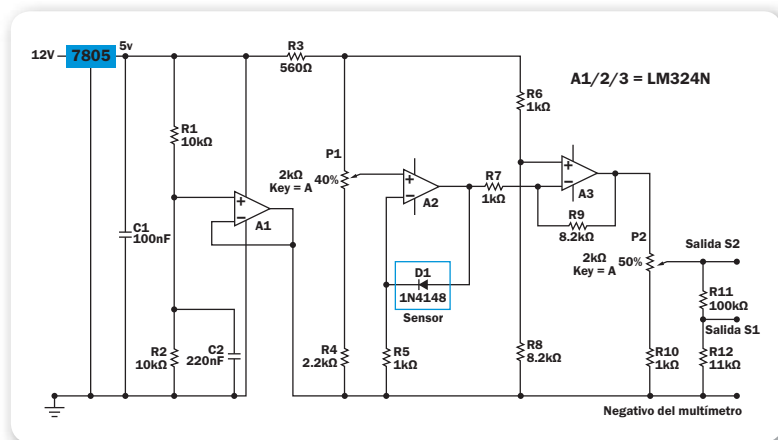 12V
7805
5v
R3
560Ω
A1/2/3 = LM324N
R6
1kΩ
R1
10kΩ
P1
2kΩ
Key = A
40%
+
−
A2
R7
1kΩ
+
−
A3
+
−
A1
C1
100nF
R9
8.2kΩ
P2
2kΩ
Key = A
50%
Salida S2
D1
1N4148
Sensor
R11
100kΩ
Salida S1
R2
10kΩ
C2
220nF
R4
2.2kΩ
R5
1kΩ
R8
8.2kΩ
R10
1kΩ
R12
11kΩ
Negativo del multímetro